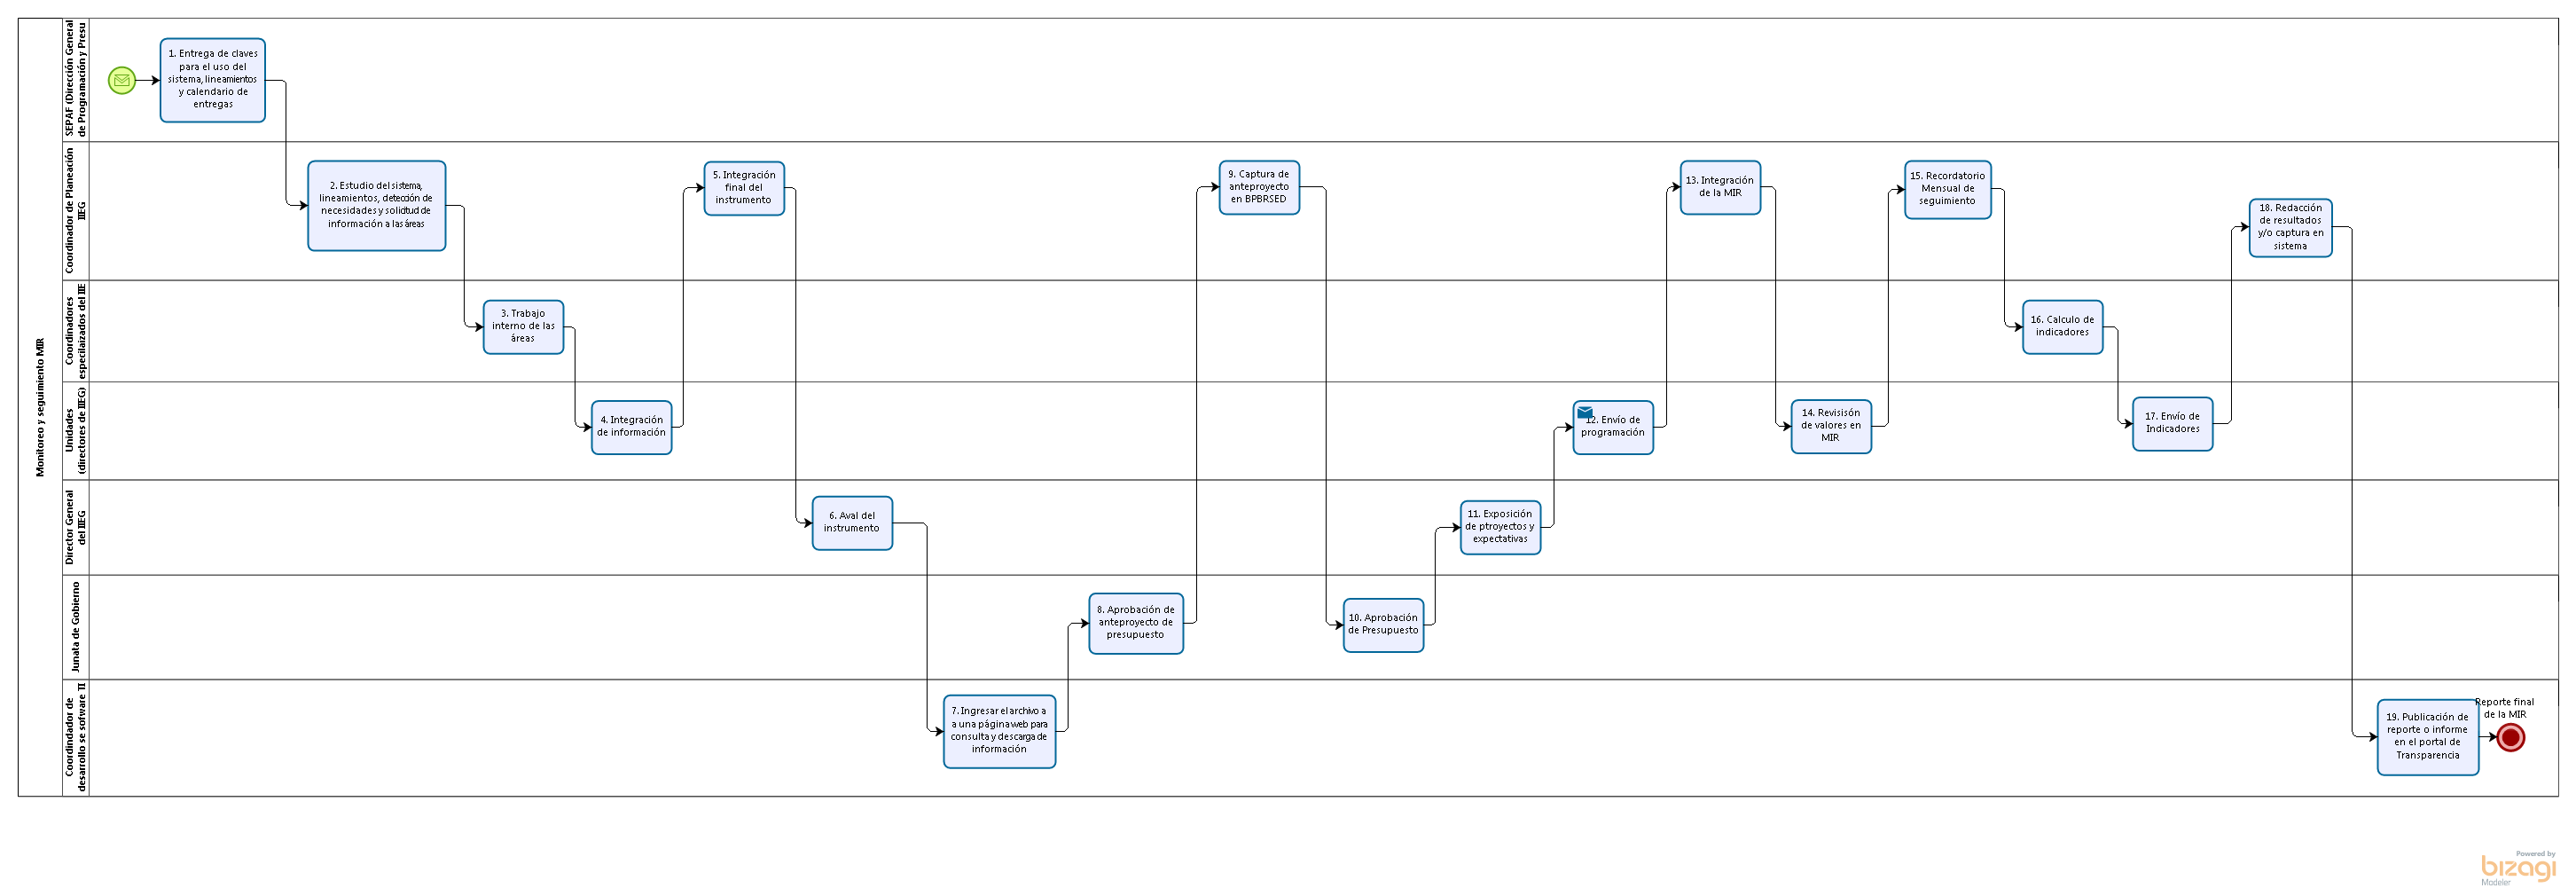 Monitoreo y seguimiento MIR
SEPAF (Dirección General
de Programación y Presu
1. Entrega de claves
para el uso del
sistema, lineamientos
y calendario de
entregas
Coordinador de Planeación
IIEG
2. Estudio del sistema,
lineamientos, detección de
necesidades y solicitud de
información a las áreas
5. Integración
final del
instrumento
9. Captura de
anteproyecto
en BPBRSED
13. Integración
de la MIR
15. Recordatorio
Mensual de
seguimiento
18. Redacción
de resultados
y/o captura en
sistema
Coordinadores
especilaizados del IIE
3. Trabajo
interno de las
áreas
16. Calculo de
indicadores
Unidades
(directores de IIEG)
4. Integración
de información
12. Envío de
programación
14. Revisisón
de valores en
MIR
17. Envío de
Indicadores
Director General
del IIEG
6. Aval del
instrumento
11. Exposición
de ptroyectos y
expectativas
Junata de Gobierno
8. Aprobación de
anteproyecto de
presupuesto
10. Aprobación
de Presupuesto
Coordindador de
desarrollo se sofware TI
7. Ingresar el archivo a
a una página web para
consulta y descarga de
información
19. Publicación de
reporte o informe
en el portal de
Transparencia
Reporte final
de la MIR
Powered by
bizagi
Modeler